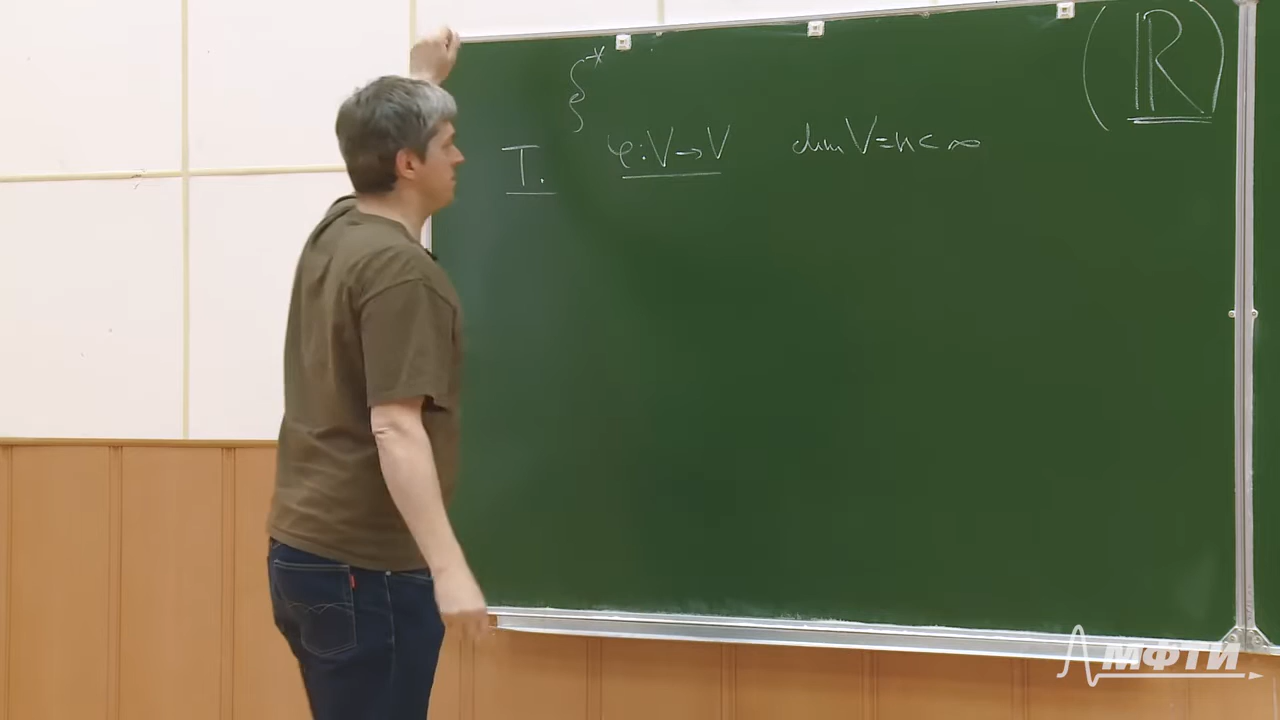 §* (ℝ)
T. φ: V → V dim V = n < ∞
МФТИ